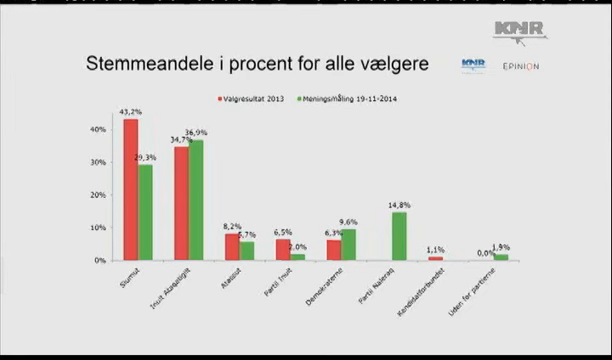 KNR
Stemmeandele i procent for alle vælgere
KNR
EPINION
Valgresultat 2013
Meningsmåling 19-11-2014
43,2%
29,3%
34,7%
36,9%
8,2%
5,7%
6,5%
2,0%
6,3%
9,6%
14,8%
1,1%
0,0%
1,9%
40%
30%
20%
10%
0%
Siumut
Inuit Ataqatigiit
Atassut
Partii Inuit
Demokraterne
Partii Naleraq
Kandidatforbundet
Uden for partierne